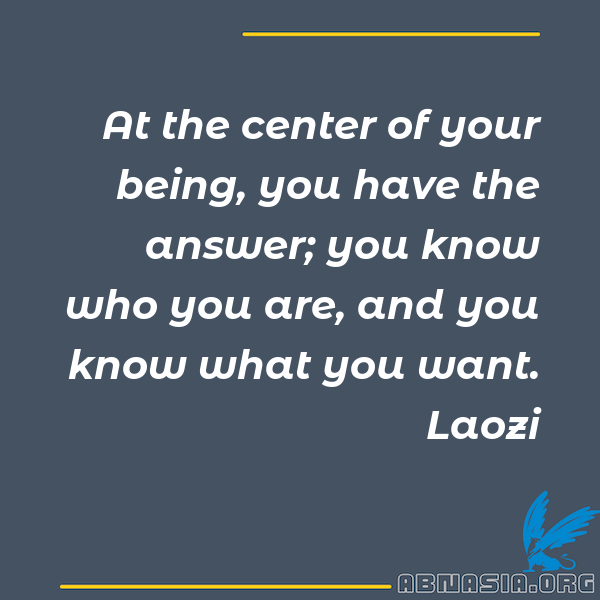 At the center of your
being, you have the
answer; you know
who you are, and you
know what you want.
Laozi
ABNASIA.ORG